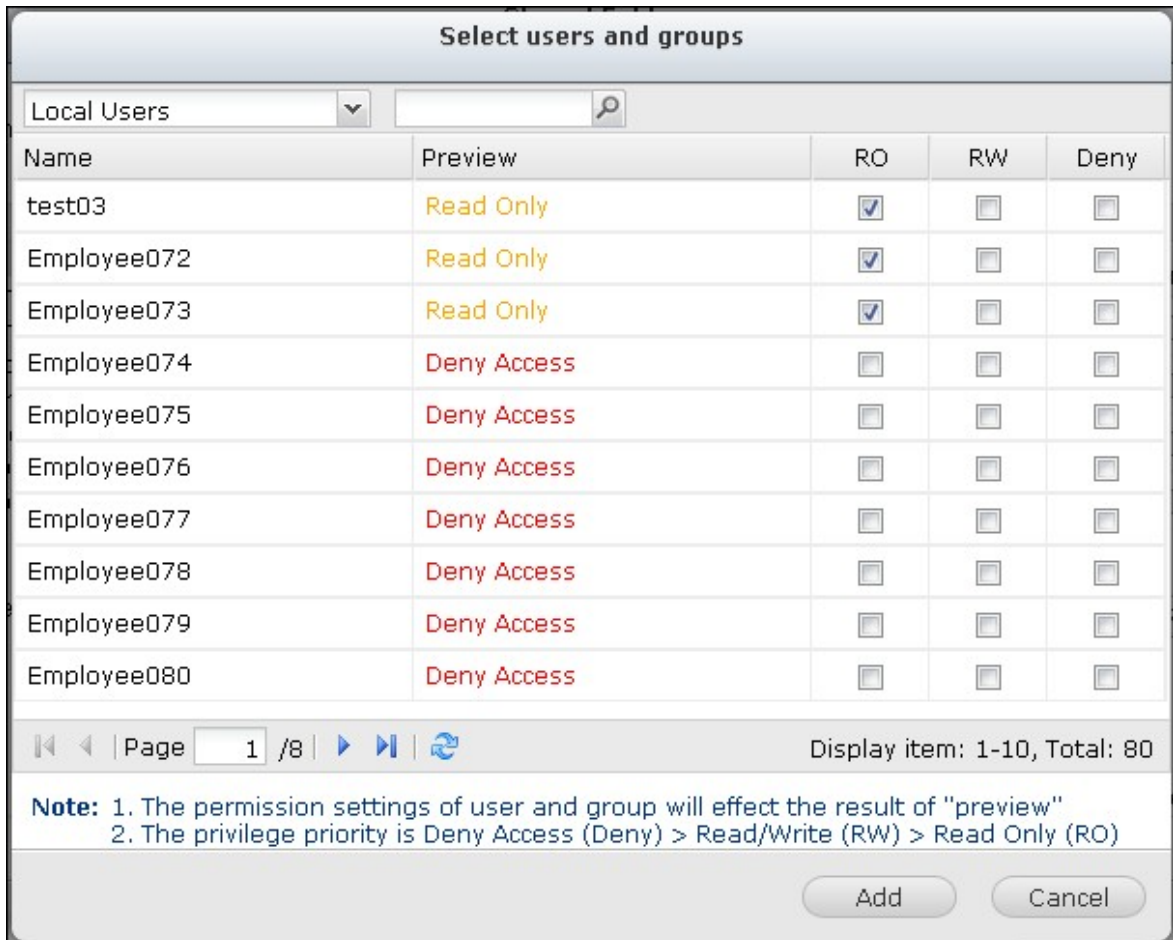 Select users and groups
Local Users
Name Preview RO RW Deny
test03 Read Only
Employee072 Read Only
Employee073 Read Only
Employee074 Deny Access
Employee075 Deny Access
Employee076 Deny Access
Employee077 Deny Access
Employee078 Deny Access
Employee079 Deny Access
Employee080 Deny Access
Page 1 /8 Display item: 1-10, Total: 80
Note: 1. The permission settings of user and group will effect the result of "preview"
2. The privilege priority is Deny Access (Deny) > Read/Write (RW) > Read Only (RO)
Add Cancel